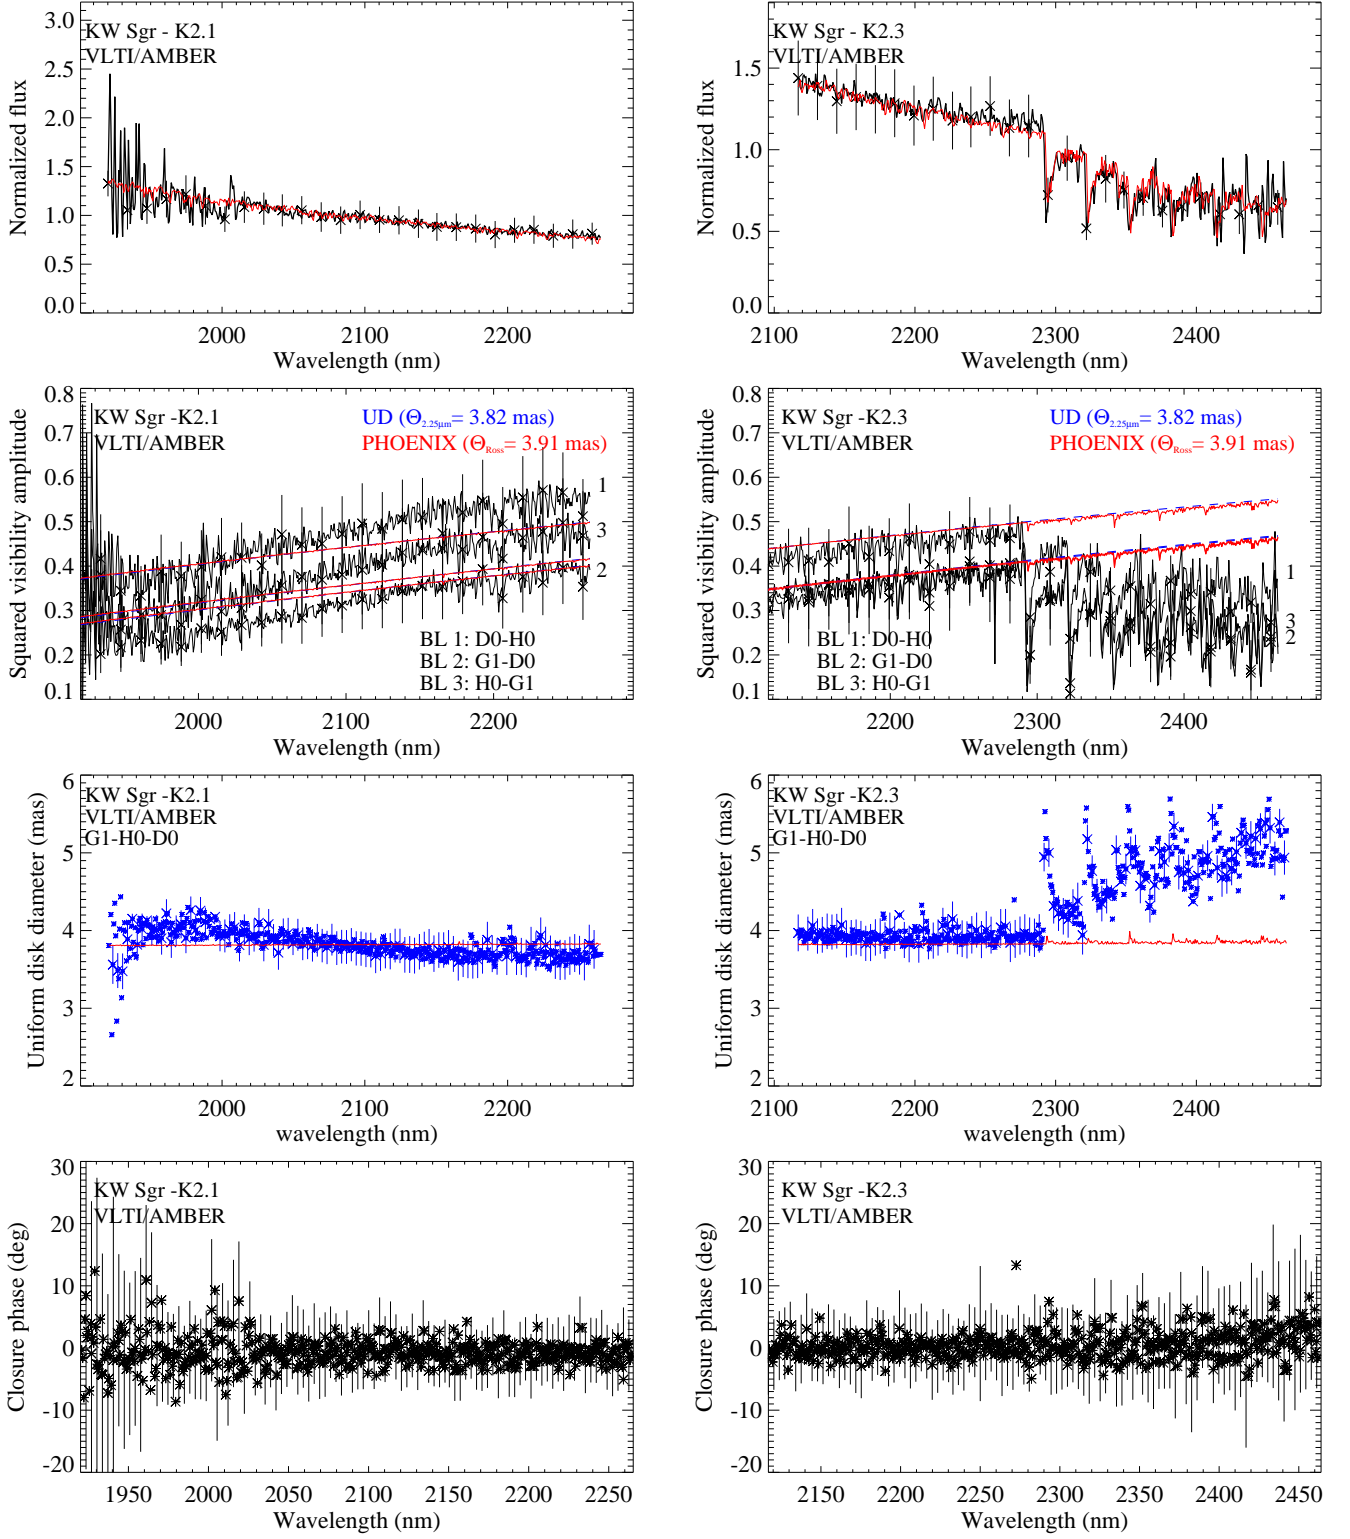 KW Sgr - K2.1
VLTI/AMBER
Normalized flux
3.0
2.5
2.0
1.5
1.0
0.5
0.0
2000
2100
2200
Wavelength (nm)
KW Sgr - K2.3
VLTI/AMBER
Normalized flux
1.5
1.0
0.5
0.0
2100
2200
2300
2400
Wavelength (nm)
KW Sgr -K2.1
VLTI/AMBER
UD (Θ2.25μm= 3.82 mas)
PHOENIX (ΘRoss= 3.91 mas)
Squared visibility amplitude
0.8
0.7
0.6
0.5
0.4
0.3
0.2
0.1
1
3
2
BL 1: D0-H0
BL 2: G1-D0
BL 3: H0-G1
2000
2100
2200
Wavelength (nm)
KW Sgr -K2.3
VLTI/AMBER
UD (Θ2.25μm= 3.82 mas)
PHOENIX (ΘRoss= 3.91 mas)
Squared visibility amplitude
0.8
0.7
0.6
0.5
0.4
0.3
0.2
0.1
1
3
2
BL 1: D0-H0
BL 2: G1-D0
BL 3: H0-G1
2200
2300
2400
Wavelength (nm)
KW Sgr -K2.1
VLTI/AMBER
G1-H0-D0
Uniform disk diameter (mas)
6
5
4
3
2
2000
2100
2200
wavelength (nm)
KW Sgr -K2.3
VLTI/AMBER
G1-H0-D0
Uniform disk diameter (mas)
6
5
4
3
2
2100
2200
2300
2400
wavelength (nm)
KW Sgr -K2.1
VLTI/AMBER
Closure phase (deg)
30
20
10
0
-10
-20
1950
2000
2050
2100
2150
2200
2250
Wavelength (nm)
KW Sgr -K2.3
VLTI/AMBER
Closure phase (deg)
30
20
10
0
-10
-20
2150
2200
2250
2300
2350
2400
2450
Wavelength (nm)